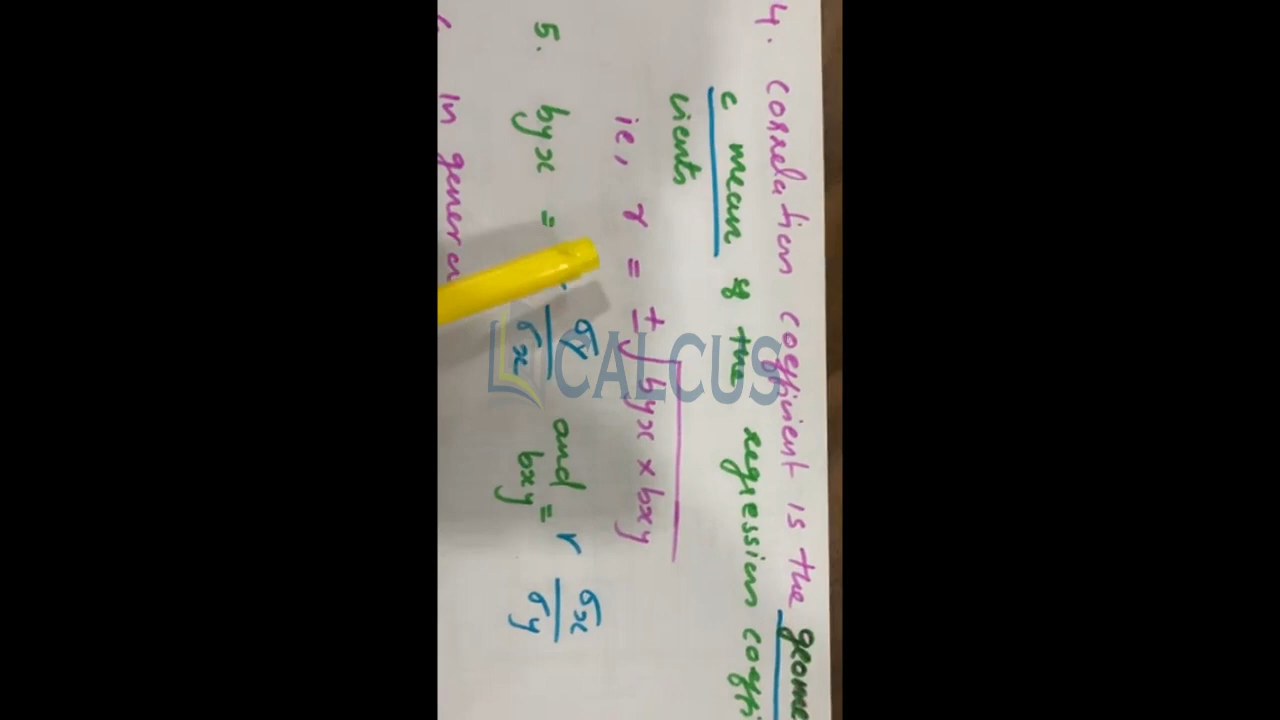 4. correlation coefficient is the geome
c mean of the regression coeffi
cients
ie, r = ± √byx × bxy
5. byx = r σy/σx and bxy = r σx/σy
In genera
CALCUS